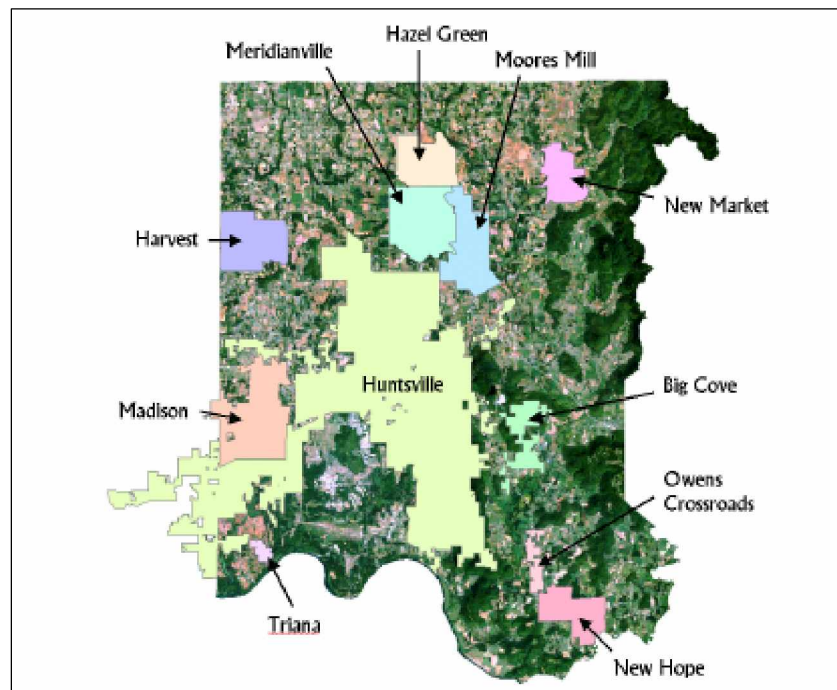 Hazel Green
Meridianville
Moores Mill
New Market
Harvest
Huntsville
Big Cove
Madison
Owens
Crossroads
Triana
New Hope